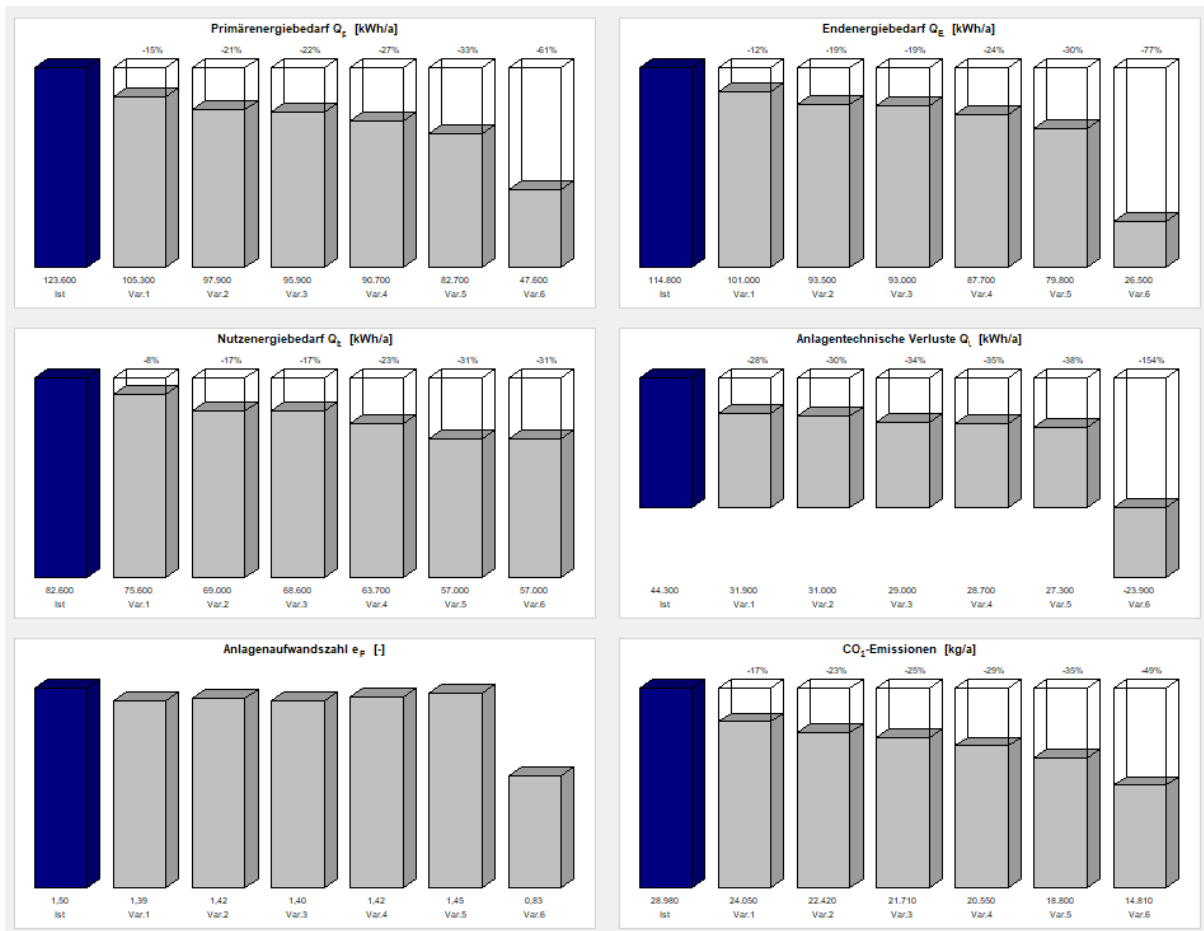 Primärenergiebedarf Qp [kWh/a]
-15% -21% -22% -27% -33% -61%
123.600 105.300 97.900 95.900 90.700 82.700 47.600
Ist Var.1 Var.2 Var.3 Var.4 Var.5 Var.6
Endenergiebedarf QE [kWh/a]
-12% -19% -19% -24% -30% -77%
114.800 101.000 93.500 93.000 87.700 79.800 26.500
Ist Var.1 Var.2 Var.3 Var.4 Var.5 Var.6
Nutzenergiebedarf Qb [kWh/a]
-8% -17% -17% -23% -31% -31%
82.600 75.600 69.000 68.600 63.700 57.000 57.000
Ist Var.1 Var.2 Var.3 Var.4 Var.5 Var.6
Anlagentechnische Verluste QL [kWh/a]
-28% -30% -34% -35% -38% -154%
44.300 31.900 31.000 29.000 28.700 27.300 -23.900
Ist Var.1 Var.2 Var.3 Var.4 Var.5 Var.6
Anlagenaufwandszahl eP [-]
1,50 1,39 1,42 1,40 1,42 1,45 0,83
Ist Var.1 Var.2 Var.3 Var.4 Var.5 Var.6
CO2-Emissionen [kg/a]
-17% -23% -25% -29% -35% -49%
28.980 24.050 22.420 21.710 20.550 18.800 14.810
Ist Var.1 Var.2 Var.3 Var.4 Var.5 Var.6